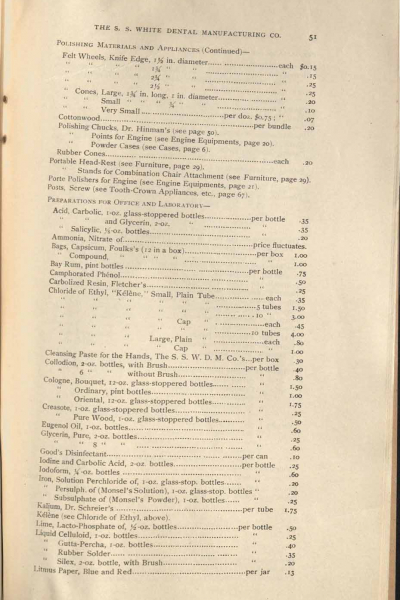 THE S. S. WHITE DENTAL MANUFACTURING CO. 51
POLISHING MATERIALS AND APPLIANCES (Continued)—
Felt Wheels, Knife Edge, 1½ in. diameter......each $0.15
" " " 1¾ " " ...... " .15
" " " 2¼ " " ...... " .25
" " " 2½ " " ...... " .25
" Cones, Large, 1¾ in. long, 1 in. diameter...... " .20
" " Small " " " ¾ " " ...... " .10
" " Very Small......per doz. $0.75; " .07
Cottonwood......per bundle .20
Polishing Chucks, Dr. Hinman's (see page 50).
" Points for Engine (see Engine Equipments, page 20).
" Powder Cases (see Cases, page 6).
Rubber Cones......each .20
Portable Head-Rest (see Furniture, page 29).
" Stands for Combination Chair Attachment (see Furniture, page 29).
Porte Polishers for Engine (see Engine Equipments, page 21).
Posts, Screw (see Tooth-Crown Appliances, etc., page 67).
PREPARATIONS FOR OFFICE AND LABORATORY—
Acid, Carbolic, 1-oz. glass-stoppered bottles......per bottle .35
" " and Glycerin, 2-oz. " ...... " .35
" Salicylic, ½-oz. bottles...... " .20
Ammonia, Nitrate of......price fluctuates.
Bags, Capsicum, Foulks's (12 in a box)......per box 1.00
" Compound, " " " " ...... " 1.00
Bay Rum, pint bottles......per bottle .75
Camphorated Phénol...... " .50
Carbolized Resin, Fletcher's...... " .25
Chloride of Ethyl, "Kélène," Small, Plain Tube......each .35
" " " " " " ......5 tubes 1.50
" " " " " " ......10 " 3.00
" " " " " Cap " ......each .45
" " " " " " " ......10 tubes 4.00
" " " " Large, Plain " ......each .80
" " " " " Cap " ...... " 1.00
Cleansing Paste for the Hands, The S. S. W. D. M. Co.'s...per box .30
Collodion, 2-oz. bottles, with Brush......per bottle .40
" 8 " " without Brush...... " .80
Cologne, Bouquet, 12-oz. glass-stoppered bottles...... " 1.50
" Ordinary, pint bottles...... " 1.00
" Oriental, 12-oz. glass-stoppered bottles...... " 1.75
Creasote, 1-oz. glass-stoppered bottles...... " .25
" Pure Wood, 1-oz. glass-stoppered bottles...... " .50
Eugenol Oil, 1-oz. bottles...... " .60
Glycerin, Pure, 2-oz. bottles...... " .25
" " 8 " " ...... " .60
Good's Disinfectant......per can .10
Iodine and Carbolic Acid, 2-oz. bottles......per bottle .25
Iodoform, ¼-oz. bottles...... " .60
Iron, Solution Perchloride of, 1-oz. glass-stop. bottles...... " .20
" Persulph. of (Monsel's Solution), 1-oz. glass-stop. bottles " .20
" Subsulphate of (Monsel's Powder), 1-oz. bottles...... " .25
Kalium, Dr. Schreier's......per tube 1.75
Kélène (see Chloride of Ethyl, above).
Lime, Lacto-Phosphate of, ½-oz. bottles......per bottle .50
Liquid Celluloid, 1-oz. bottles...... " .25
" Gutta-Percha, 1-oz. bottles...... " .40
" Rubber Solder...... " .35
" Silex, 2-oz. bottle, with Brush...... " .20
Litmus Paper, Blue and Red......per jar .15